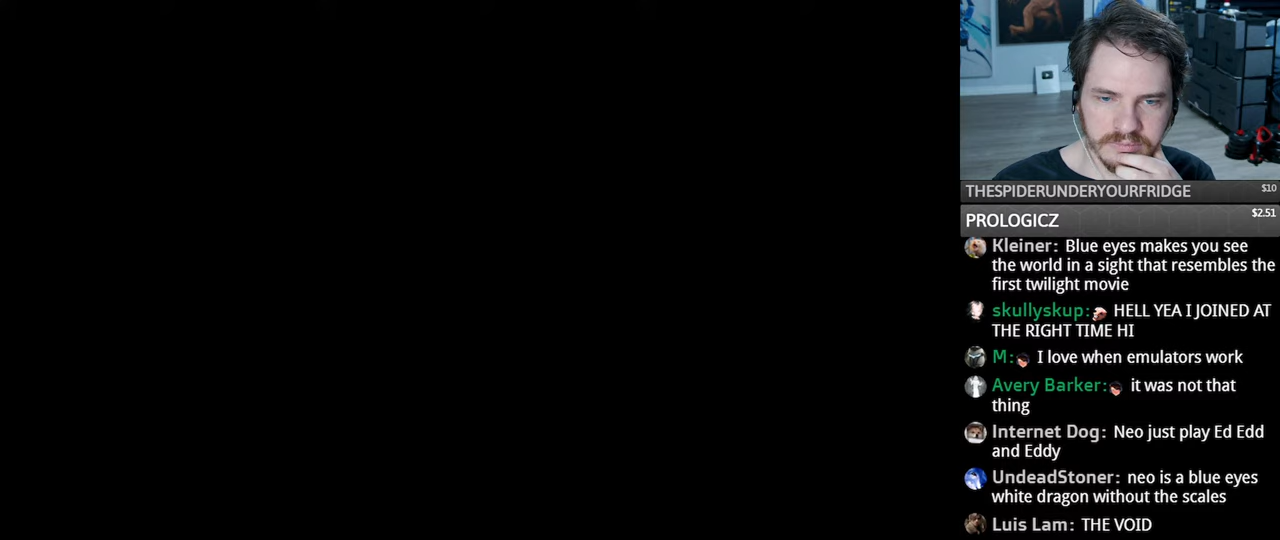 THESPIDERUNDERYOURFRIDGE $10
PROLOGICZ $2.51
Kleiner: Blue eyes makes you see
the world in a sight that resembles the
first twilight movie
skullyskup: HELL YEA I JOINED AT
THE RIGHT TIME HI
M: I love when emulators work
Avery Barker: it was not that
thing
Internet Dog: Neo just play Ed Edd
and Eddy
UndeadStoner: neo is a blue eyes
white dragon without the scales
Luis Lam: THE VOID